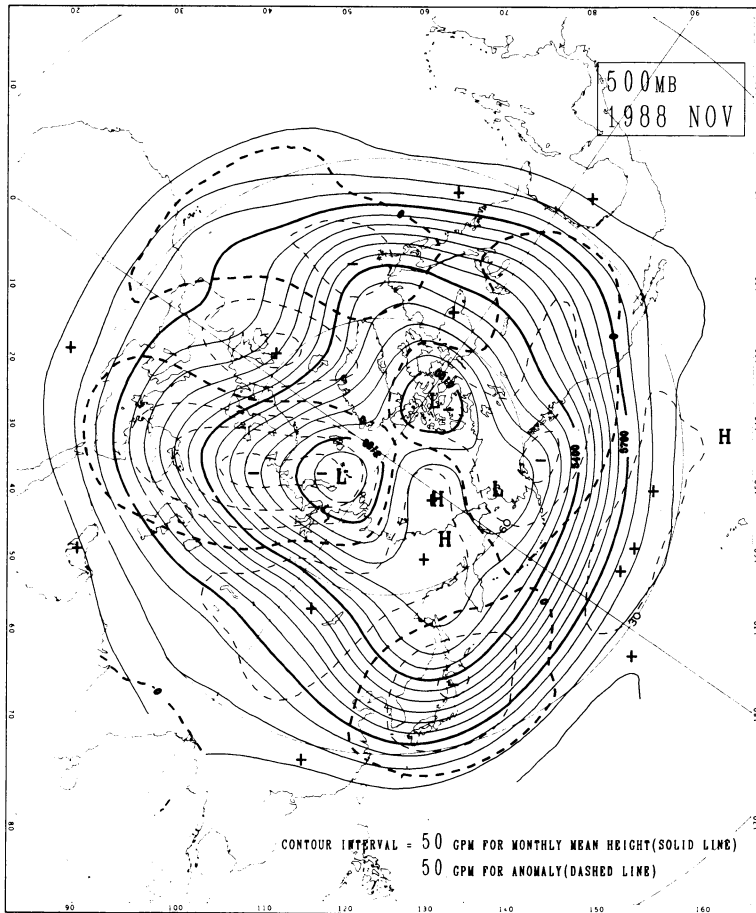 20 10 0 50 60 70 80 90
500MB
1988 NOV
10
0
10
20
30
40
50
60
70
80
L
L
L
H
H
H
5400
5700
-30-
CONTOUR INTERVAL = 50 GPM FOR MONTHLY MEAN HEIGHT(SOLID LINE)
50 GPM FOR ANOMALY(DASHED LINE)
90 100 110 120 130 140 150 160